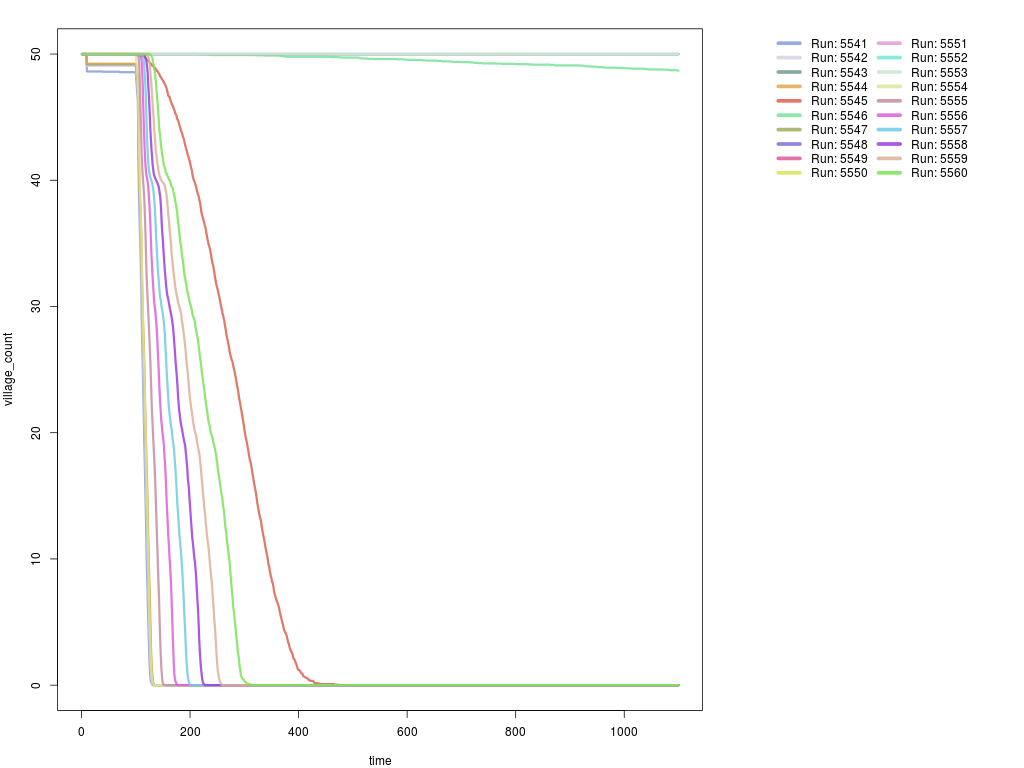 50
40
30
20
10
0
village_count
0 200 400 600 800 1000
time
Run: 5541 Run: 5551
Run: 5542 Run: 5552
Run: 5543 Run: 5553
Run: 5544 Run: 5554
Run: 5545 Run: 5555
Run: 5546 Run: 5556
Run: 5547 Run: 5557
Run: 5548 Run: 5558
Run: 5549 Run: 5559
Run: 5550 Run: 5560